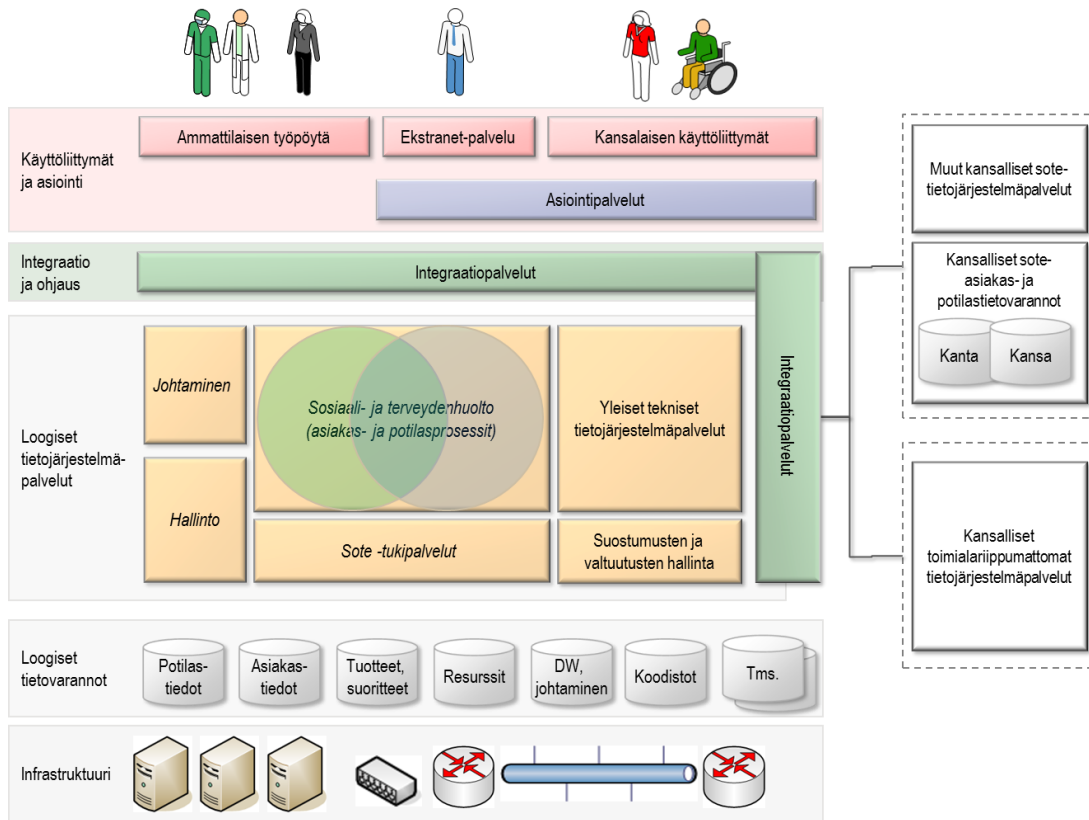 Käyttöliittymät
ja asiointi
Ammattilaisen työpöytä
Ekstranet-palvelu
Kansalaisen käyttöliittymät
Asiointipalvelut
Integraatio
ja ohjaus
Integraatiopalvelut
Integraatiopalvelut
Loogiset
tietojärjestelmä-
palvelut
Johtaminen
Hallinto
Sosiaali- ja terveydenhuolto
(asiakas- ja potilasprosessit)
Sote -tukipalvelut
Yleiset tekniset
tietojärjestelmäpalvelut
Suostumusten ja
valtuutusten hallinta
Muut kansalliset sote-
tietojärjestelmäpalvelut
Kansalliset sote-
asiakas- ja
potilastietovarannot
Kanta
Kansa
Kansalliset
toimialariippumattomat
tietojärjestelmäpalvelut
Loogiset
tietovarannot
Potilas-
tiedot
Asiakas-
tiedot
Tuotteet,
suoritteet
Resurssit
DW,
johtaminen
Koodistot
Tms.
Infrastruktuuri